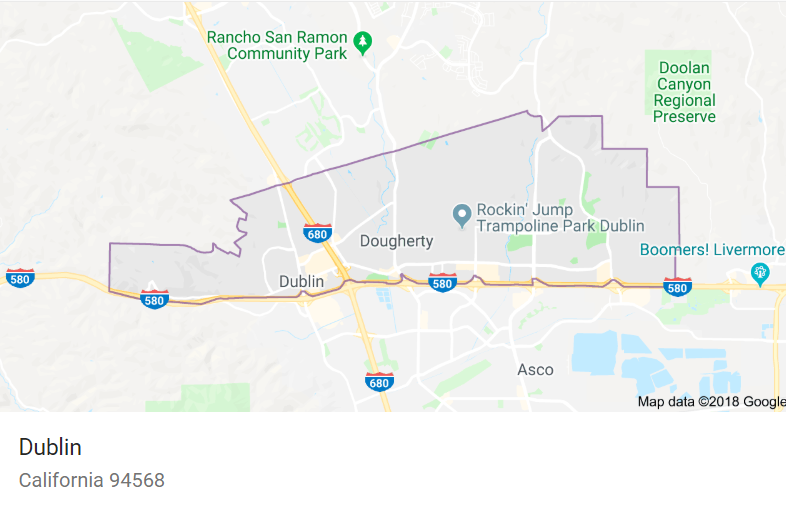 Rancho San Ramon
Community Park
Doolan
Canyon
Regional
Preserve
680
Rockin' Jump
Trampoline Park Dublin
Dougherty
Boomers! Livermore
580
Dublin
580
580
580
680
Asco
Map data ©2018 Google
Dublin
California 94568